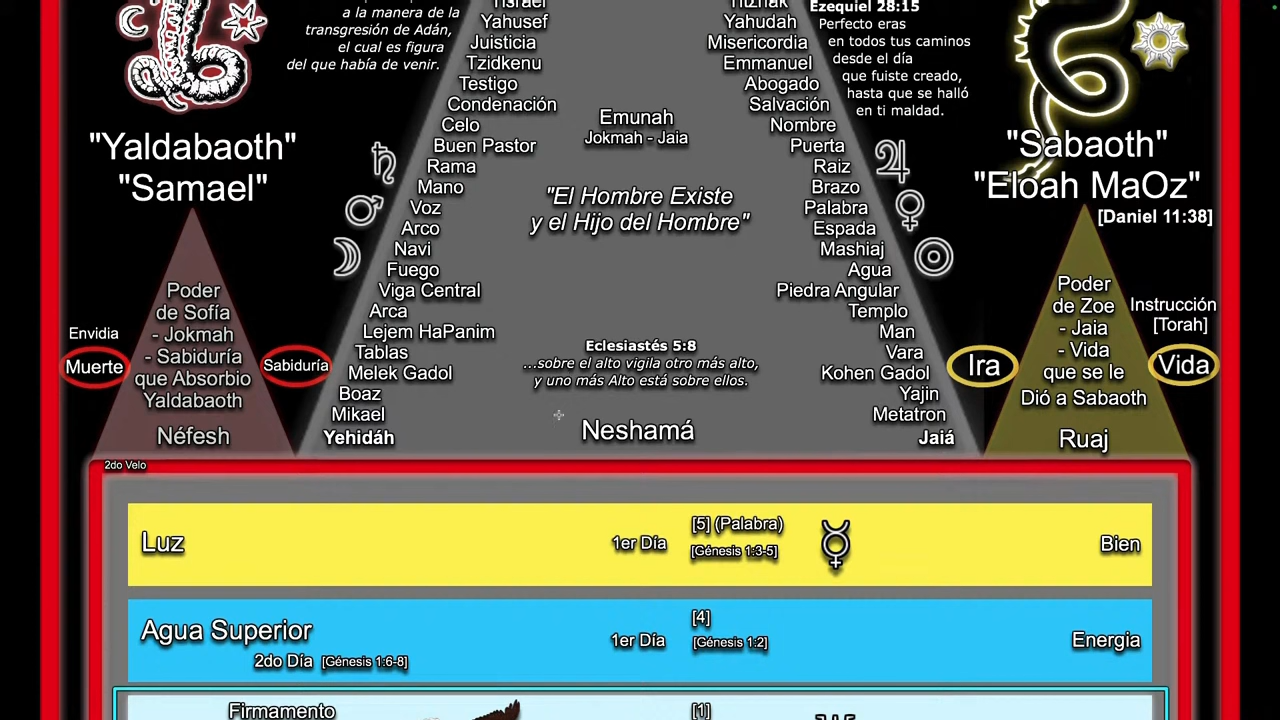 a la manera de la
transgresión de Adán,
el cual es figura
del que había de venir.
"Yaldabaoth"
"Samael"
Poder
de Sofía
- Jokmah
- Sabiduría
que Absorbio
Yaldabaoth
Néfesh
Envidia
Muerte
Sabiduría
Yisrael
Yahusef
Juisticia
Tzidkenu
Testigo
Condenación
Celo
Buen Pastor
Rama
Mano
Voz
Arco
Navi
Fuego
Viga Central
Arca
Lejem HaPanim
Tablas
Melek Gadol
Boaz
Mikael
Yehidáh
Emunah
Jokmah - Jaia
"El Hombre Existe
y el Hijo del Hombre"
Eclesiastés 5:8
...sobre el alto vigila otro más alto,
y uno más Alto está sobre ellos.
Neshamá
Yitzhak
Yahudah
Misericordia
Emmanuel
Abogado
Salvación
Nombre
Puerta
Raiz
Brazo
Palabra
Espada
Mashiaj
Agua
Piedra Angular
Templo
Man
Vara
Kohen Gadol
Yajin
Metatron
Jaiá
Ezequiel 28:15
Perfecto eras
en todos tus caminos
desde el día
que fuiste creado,
hasta que se halló
en ti maldad.
"Sabaoth"
"Eloah MaOz"
[Daniel 11:38]
Poder
de Zoe
- Jaia
- Vida
que se le
Dió a Sabaoth
Ruaj
Ira
Instrucción
[Torah]
Vida
2do Velo
Luz
1er Día
[5] (Palabra)
[Génesis 1:3-5]
Bien
Agua Superior
2do Día [Génesis 1:6-8]
1er Día
[4]
[Génesis 1:2]
Energia
Firmamento
[1]